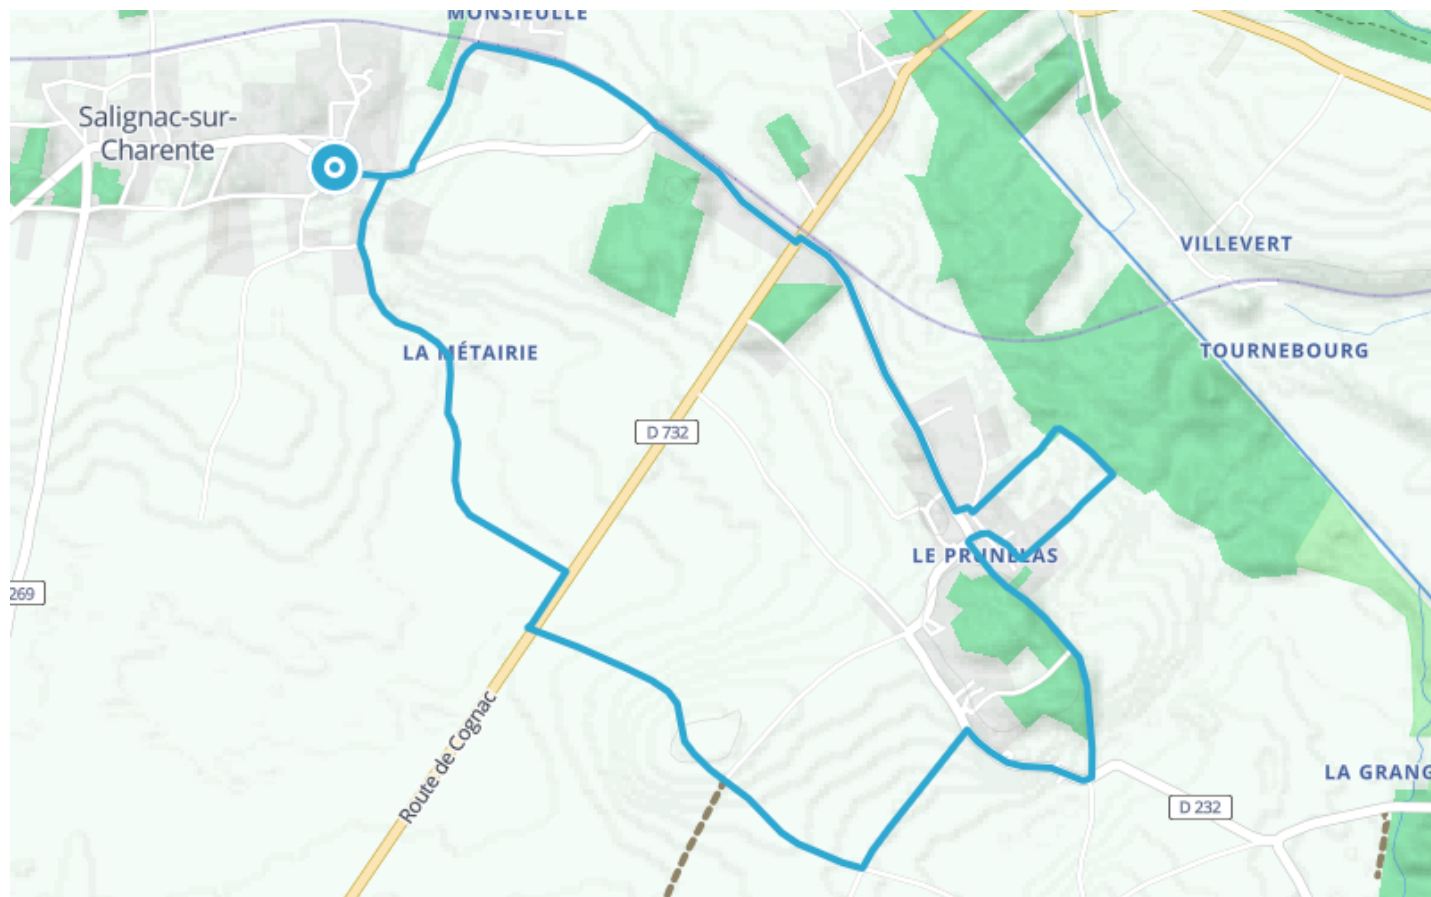 MONSIEULLE
Salignac-sur-
Charente
VILLEVERT
TOURNEBOURG
LA MÉTAIRIE
D 732
LE PRUNELAS
269
Route de Cognac
LA GRANG
D 232